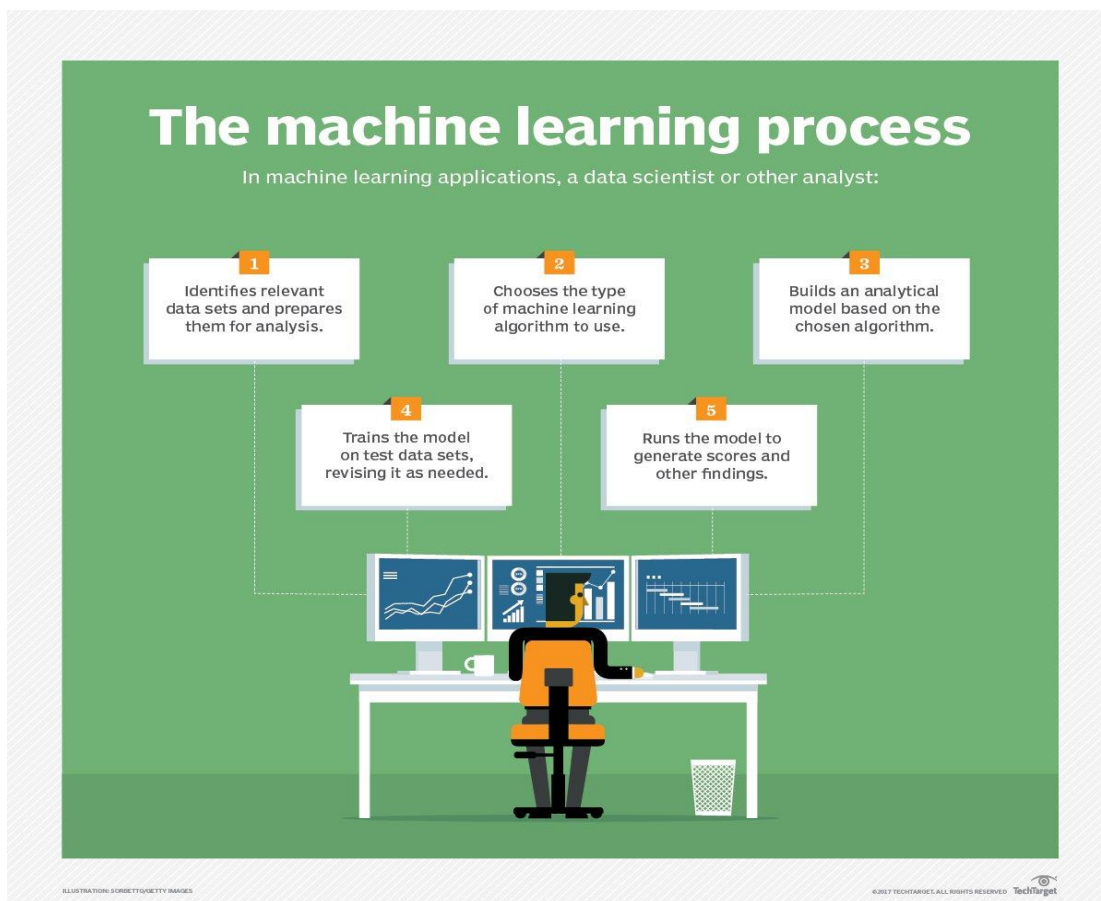 The machine learning process
In machine learning applications, a data scientist or other analyst:
1
Identifies relevant
data sets and prepares
them for analysis.
2
Chooses the type
of machine learning
algorithm to use.
3
Builds an analytical
model based on the
chosen algorithm.
4
Trains the model
on test data sets,
revising it as needed.
5
Runs the model to
generate scores and
other findings.
ILLUSTRATION: SORBETTO/GETTY IMAGES
©2017 TECHTARGET. ALL RIGHTS RESERVED TechTarget